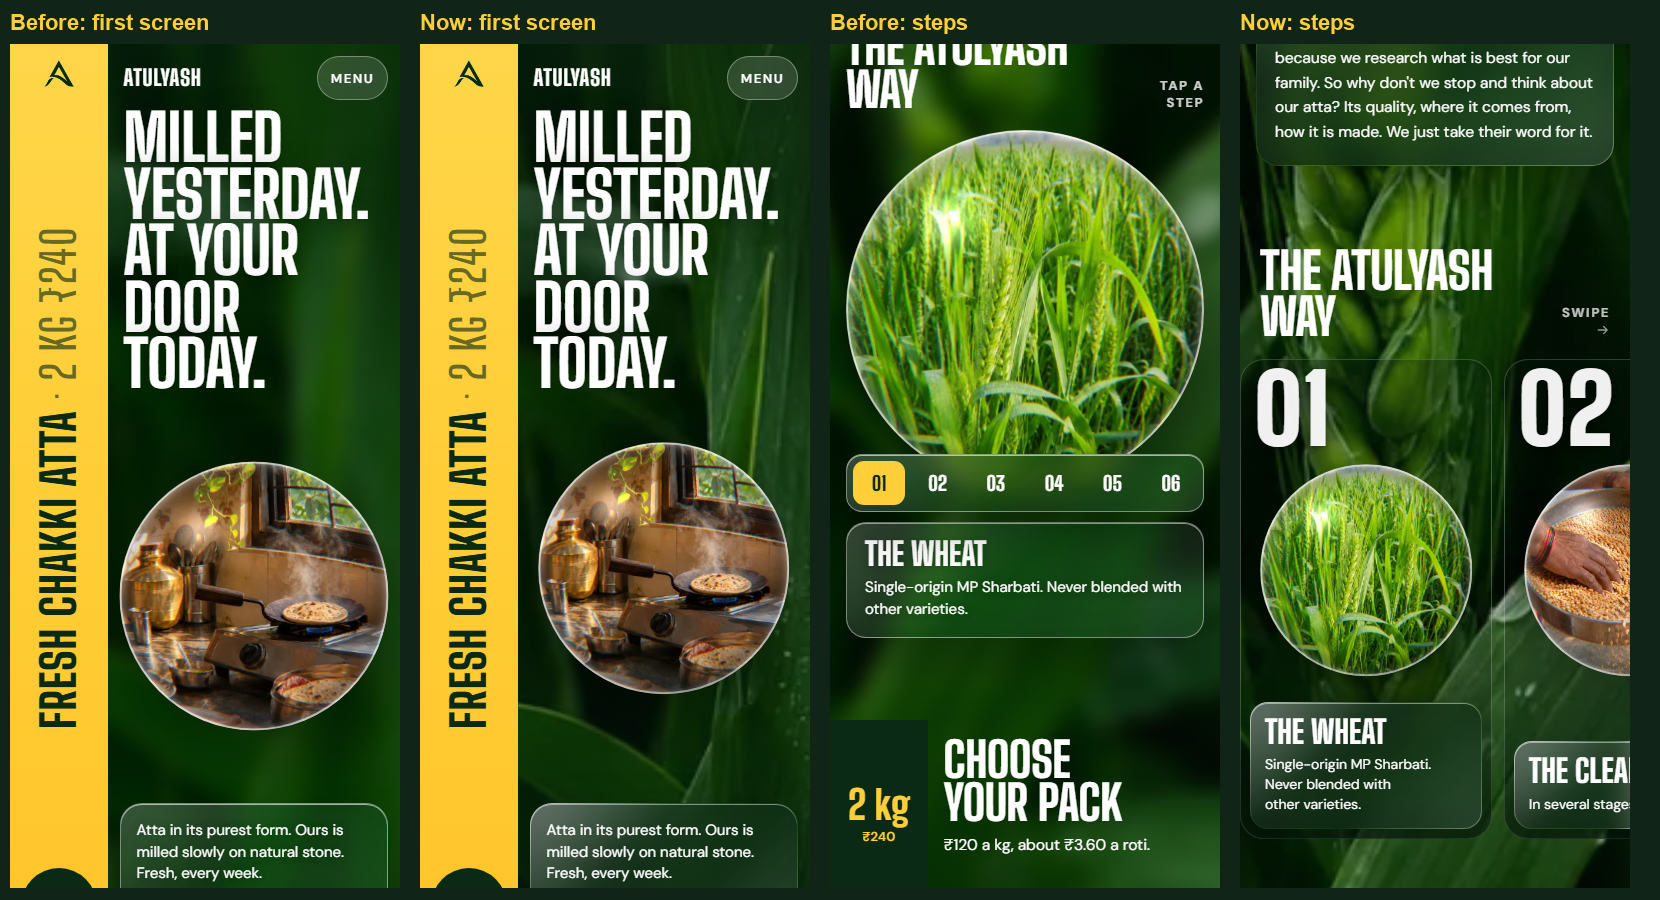 Before: first screen
ATULYASH
MENU
MILLED
YESTERDAY.
AT YOUR
DOOR
TODAY.
FRESH CHAKKI ATTA · 2 KG ₹240
Atta in its purest form. Ours is
milled slowly on natural stone.
Fresh, every week.
Now: first screen
ATULYASH
MENU
MILLED
YESTERDAY.
AT YOUR
DOOR
TODAY.
FRESH CHAKKI ATTA · 2 KG ₹240
Atta in its purest form. Ours is
milled slowly on natural stone.
Fresh, every week.
Before: steps
THE ATULYASH
WAY
TAP A
STEP
01 02 03 04 05 06
THE WHEAT
Single-origin MP Sharbati. Never blended with
other varieties.
2 kg
₹240
CHOOSE
YOUR PACK
₹120 a kg, about ₹3.60 a roti.
Now: steps
because we research what is best for our
family. So why don't we stop and think about
our atta? Its quality, where it comes from,
how it is made. We just take their word for it.
THE ATULYASH
WAY
SWIPE
→
01
THE WHEAT
Single-origin MP Sharbati.
Never blended with
other varieties.
02
THE CLEA
In several stages